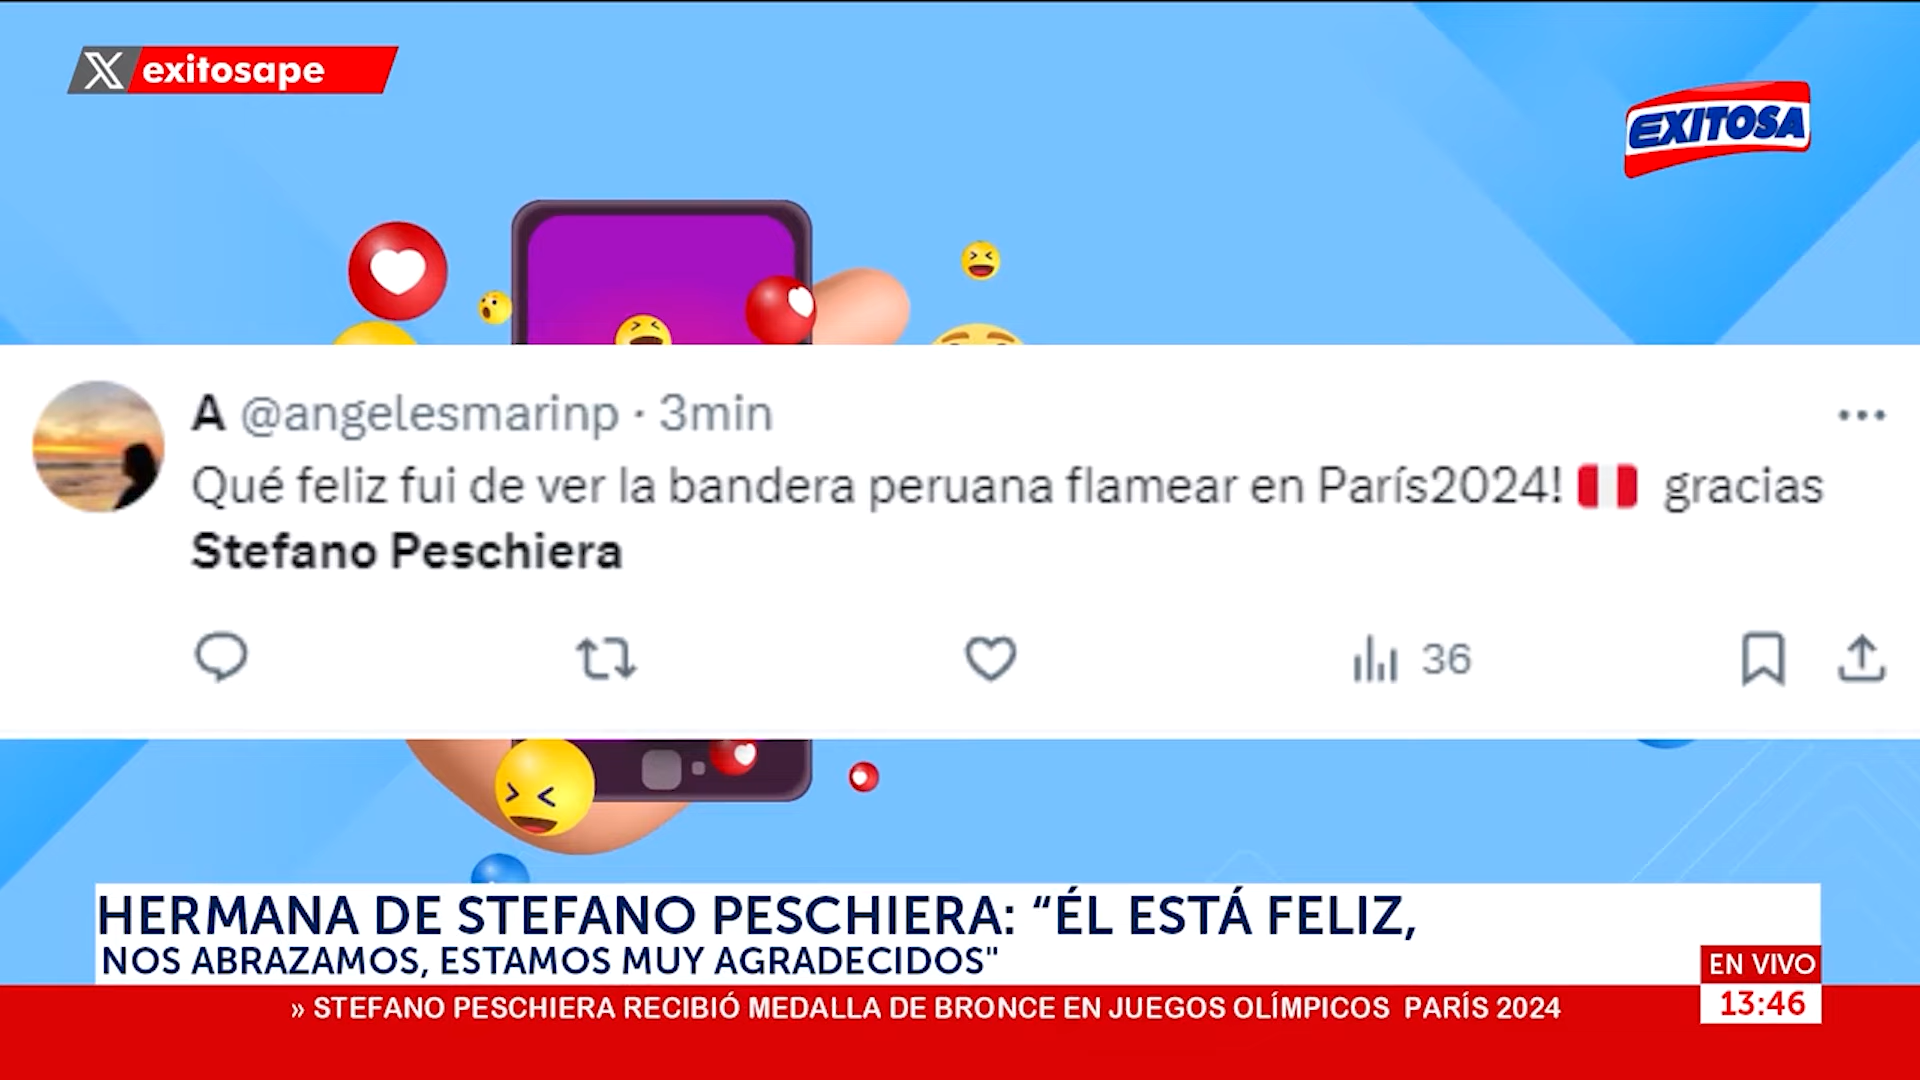 X exitosape
EXITOSA
A @angelesmarinp · 3min
Qué feliz fui de ver la bandera peruana flamear en París2024! 🇵🇪 gracias
Stefano Peschiera
36
HERMANA DE STEFANO PESCHIERA: “ÉL ESTÁ FELIZ,
NOS ABRAZAMOS, ESTAMOS MUY AGRADECIDOS"
EN VIVO
» STEFANO PESCHIERA RECIBIÓ MEDALLA DE BRONCE EN JUEGOS OLÍMPICOS PARÍS 2024
13:46